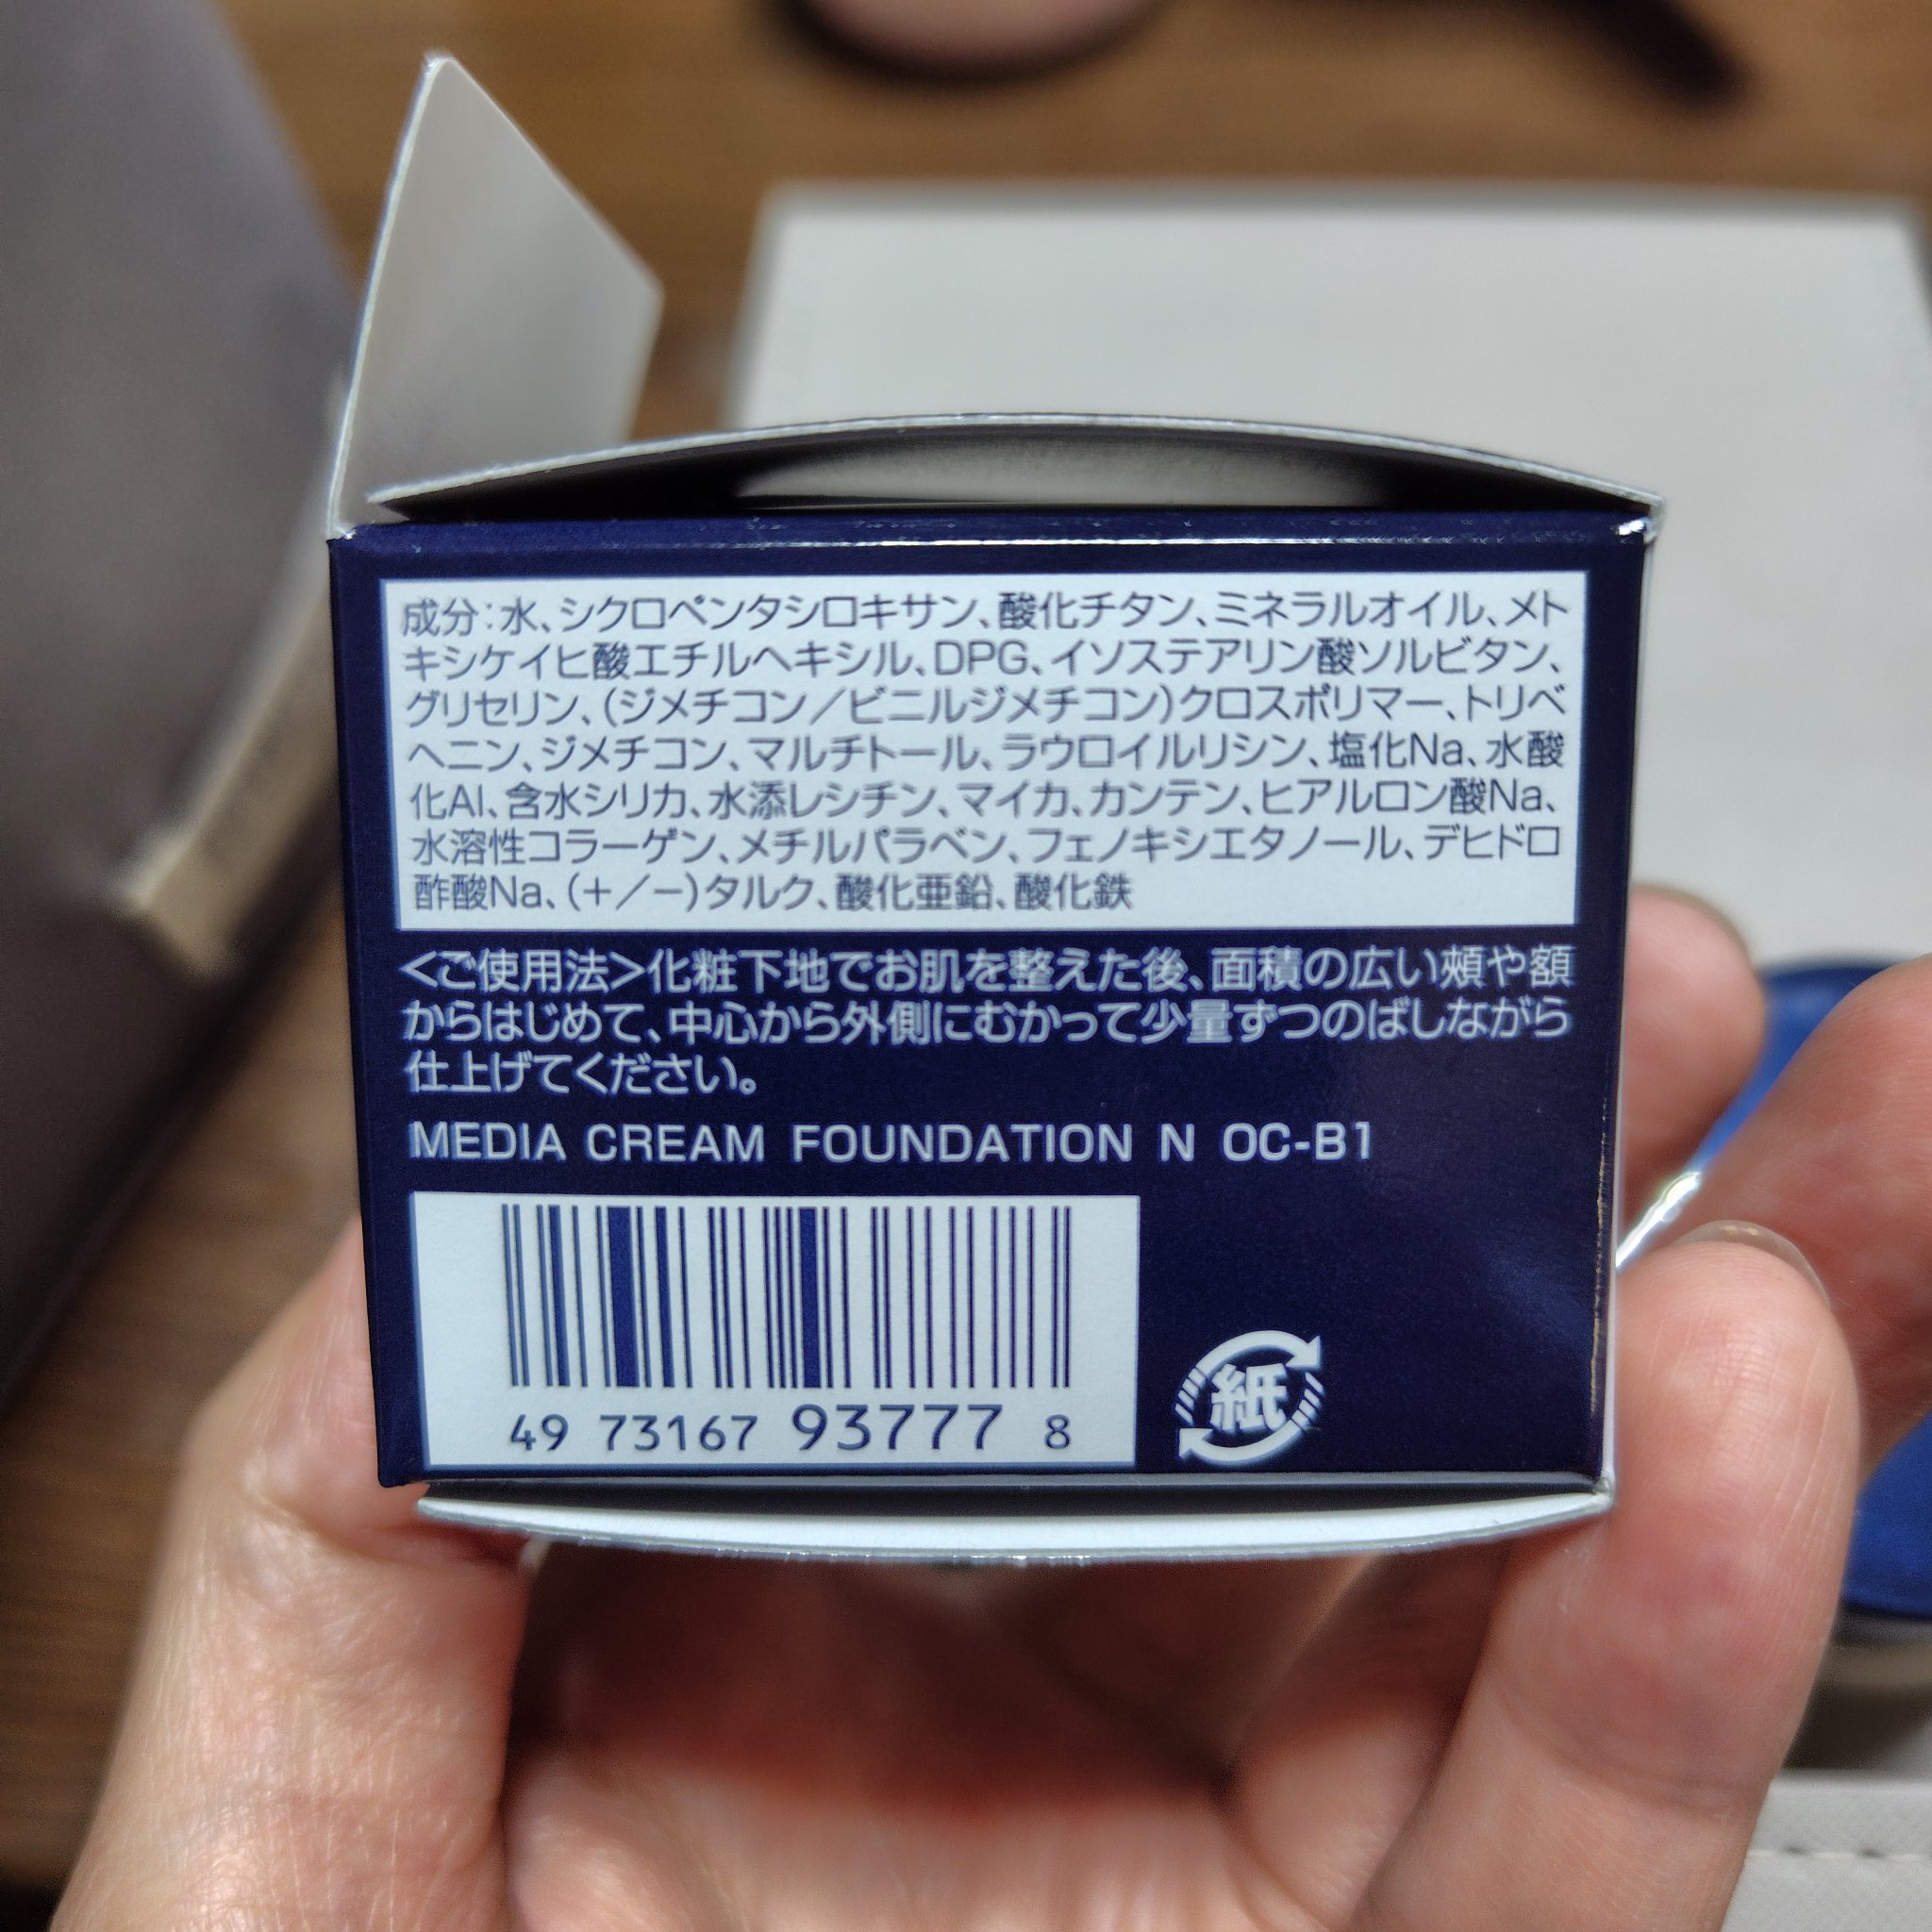 成分：水、シクロペンタシロキサン、酸化チタン、ミネラルオイル、メト
キシケイヒ酸エチルヘキシル、DPG、イソステアリン酸ソルビタン、
グリセリン、(ジメチコン／ビニルジメチコン)クロスポリマー、トリベ
ヘニン、ジメチコン、マルチトール、ラウロイルリシン、塩化Na、水酸
化Al、含水シリカ、水添レシチン、マイカ、カンテン、ヒアルロン酸Na、
水溶性コラーゲン、メチルパラベン、フェノキシエタノール、デヒドロ
酢酸Na、(＋／－)タルク、酸化亜鉛、酸化鉄
＜ご使用法＞化粧下地でお肌を整えた後、面積の広い頰や額
からはじめて、中心から外側にむかって少量ずつのばしながら
仕上げてください。
MEDIA CREAM FOUNDATION N OC-B1
49 73167 93777 8
紙